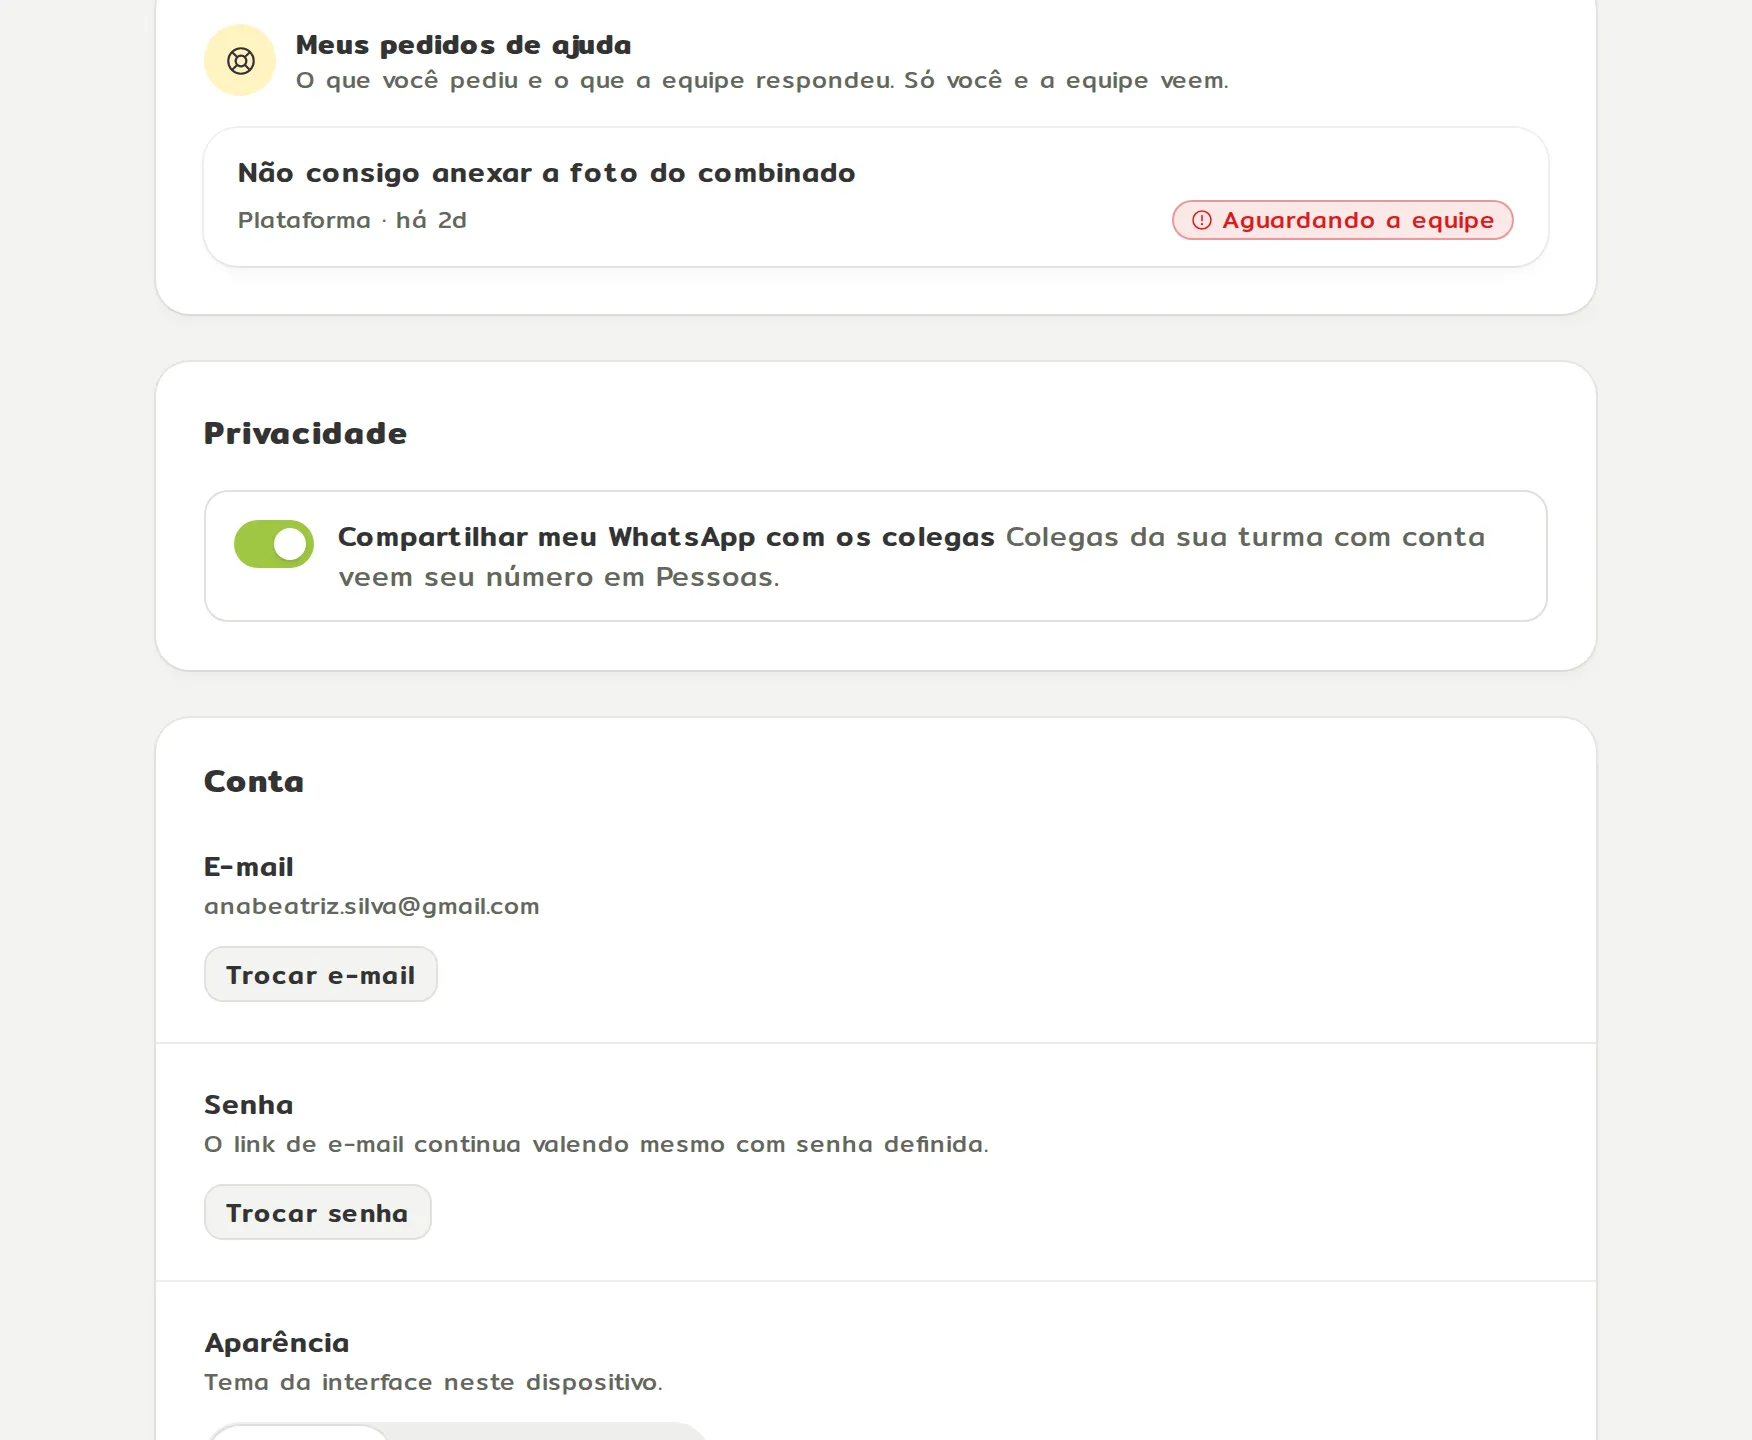 Meus pedidos de ajuda
O que você pediu e o que a equipe respondeu. Só você e a equipe veem.
Não consigo anexar a foto do combinado
Plataforma · há 2d
Aguardando a equipe
Privacidade
Compartilhar meu WhatsApp com os colegas Colegas da sua turma com conta
veem seu número em Pessoas.
Conta
E-mail
anabeatriz.silva@gmail.com
Trocar e-mail
Senha
O link de e-mail continua valendo mesmo com senha definida.
Trocar senha
Aparência
Tema da interface neste dispositivo.